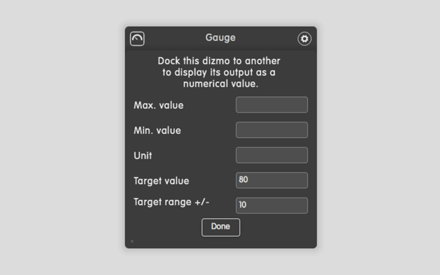 Gauge
Dock this dizmo to another
to display its output as a
numerical value.
Max. value
Min. value
Unit
Target value 80
Target range +/- 10
Done